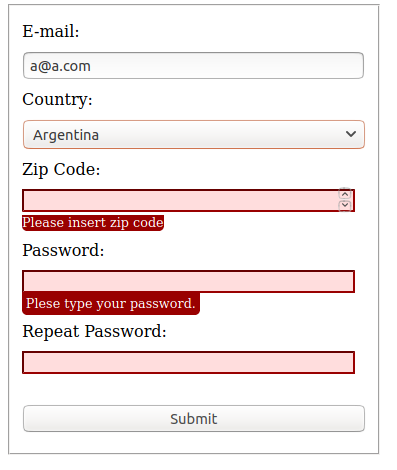 E-mail:
a@a.com
Country:
Argentina
Zip Code:
Please insert zip code
Password:
Plese type your password.
Repeat Password:
Submit